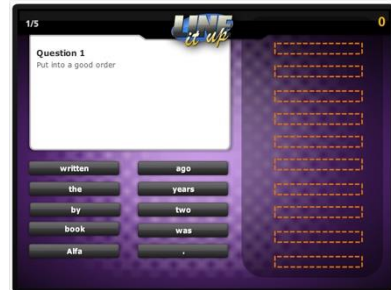 1/5
LINE
it up
0
Question 1
Put into a good order
written
ago
the
years
by
two
book
was
Alfa
.